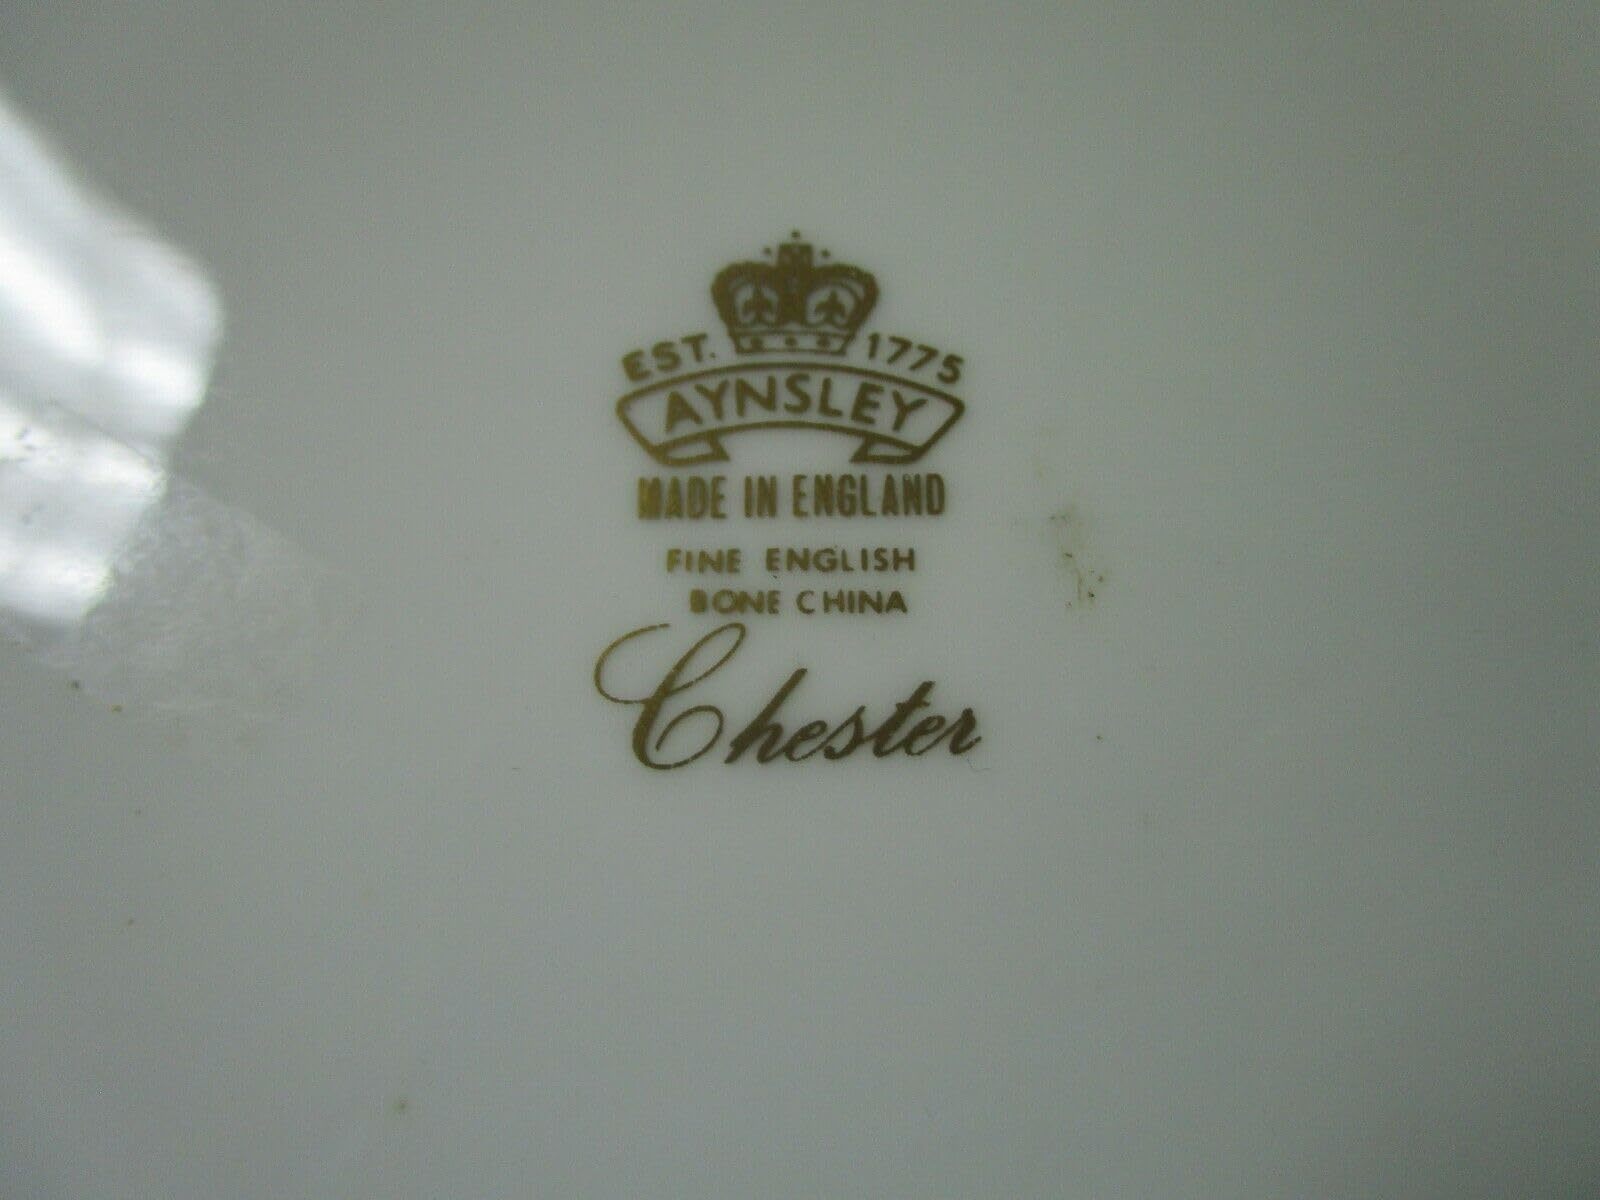 EST. 1775
AYNSLEY
MADE IN ENGLAND
FINE ENGLISH
BONE CHINA
Chester